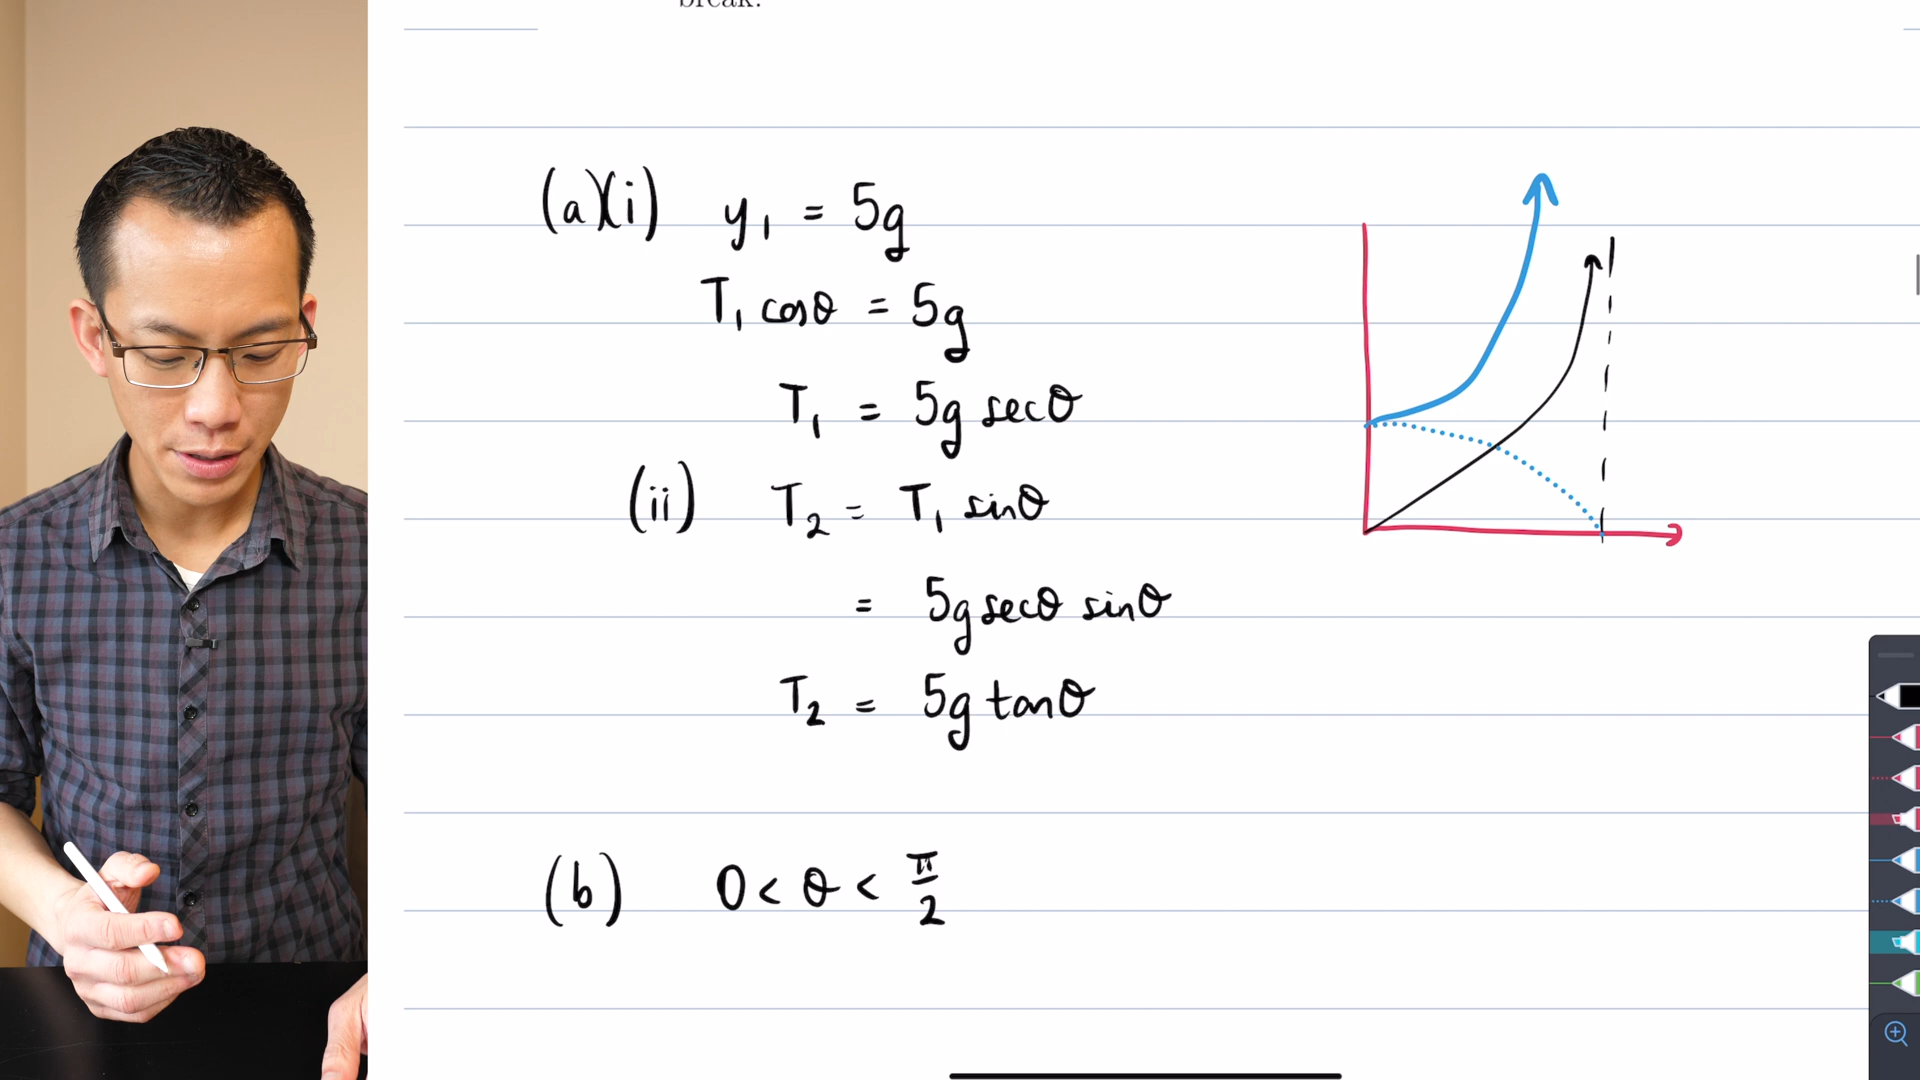 break.
(a)(i) y₁ = 5g
T₁ cosθ = 5g
T₁ = 5g secθ
(ii) T₂ = T₁ sinθ
= 5g secθ sinθ
T₂ = 5g tanθ
(b) 0 < θ < π/2